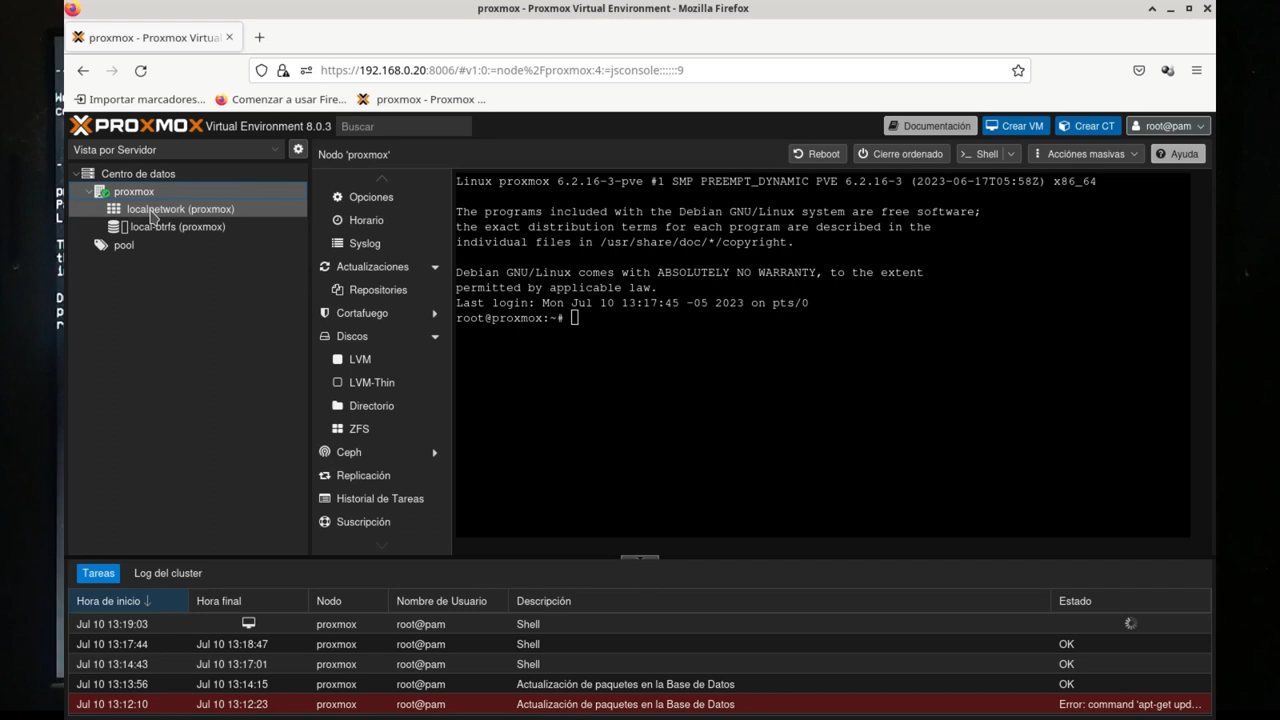 proxmox - Proxmox Virtual Environment - Mozilla Firefox
proxmox - Proxmox Virtual
https://192.168.0.20:8006/#v1:0:=node%2Fproxmox:4:=jsconsole::::::9
Importar marcadores... Comenzar a usar Fire... proxmox - Proxmox ...
PROXMOX Virtual Environment 8.0.3 Buscar Documentación Crear VM Crear CT root@pam
Vista por Servidor
Nodo 'proxmox' Reboot Cierre ordenado Shell Acciónes masivas Ayuda
Centro de datos
proxmox
localnetwork (proxmox)
local-btrfs (proxmox)
pool
Opciones
Horario
Syslog
Actualizaciones
Repositories
Cortafuego
Discos
LVM
LVM-Thin
Directorio
ZFS
Ceph
Replicación
Historial de Tareas
Suscripción
Linux proxmox 6.2.16-3-pve #1 SMP PREEMPT_DYNAMIC PVE 6.2.16-3 (2023-06-17T05:58Z) x86_64
The programs included with the Debian GNU/Linux system are free software;
the exact distribution terms for each program are described in the
individual files in /usr/share/doc/*/copyright.
Debian GNU/Linux comes with ABSOLUTELY NO WARRANTY, to the extent
permitted by applicable law.
Last login: Mon Jul 10 13:17:45 -05 2023 on pts/0
root@proxmox:~#
Tareas Log del cluster
Hora de inicio Hora final Nodo Nombre de Usuario Descripción Estado
Jul 10 13:19:03 proxmox root@pam Shell
Jul 10 13:17:44 Jul 10 13:18:47 proxmox root@pam Shell OK
Jul 10 13:14:43 Jul 10 13:17:01 proxmox root@pam Shell OK
Jul 10 13:13:56 Jul 10 13:14:15 proxmox root@pam Actualización de paquetes en la Base de Datos OK
Jul 10 13:12:10 Jul 10 13:12:23 proxmox root@pam Actualización de paquetes en la Base de Datos Error: command 'apt-get upd...